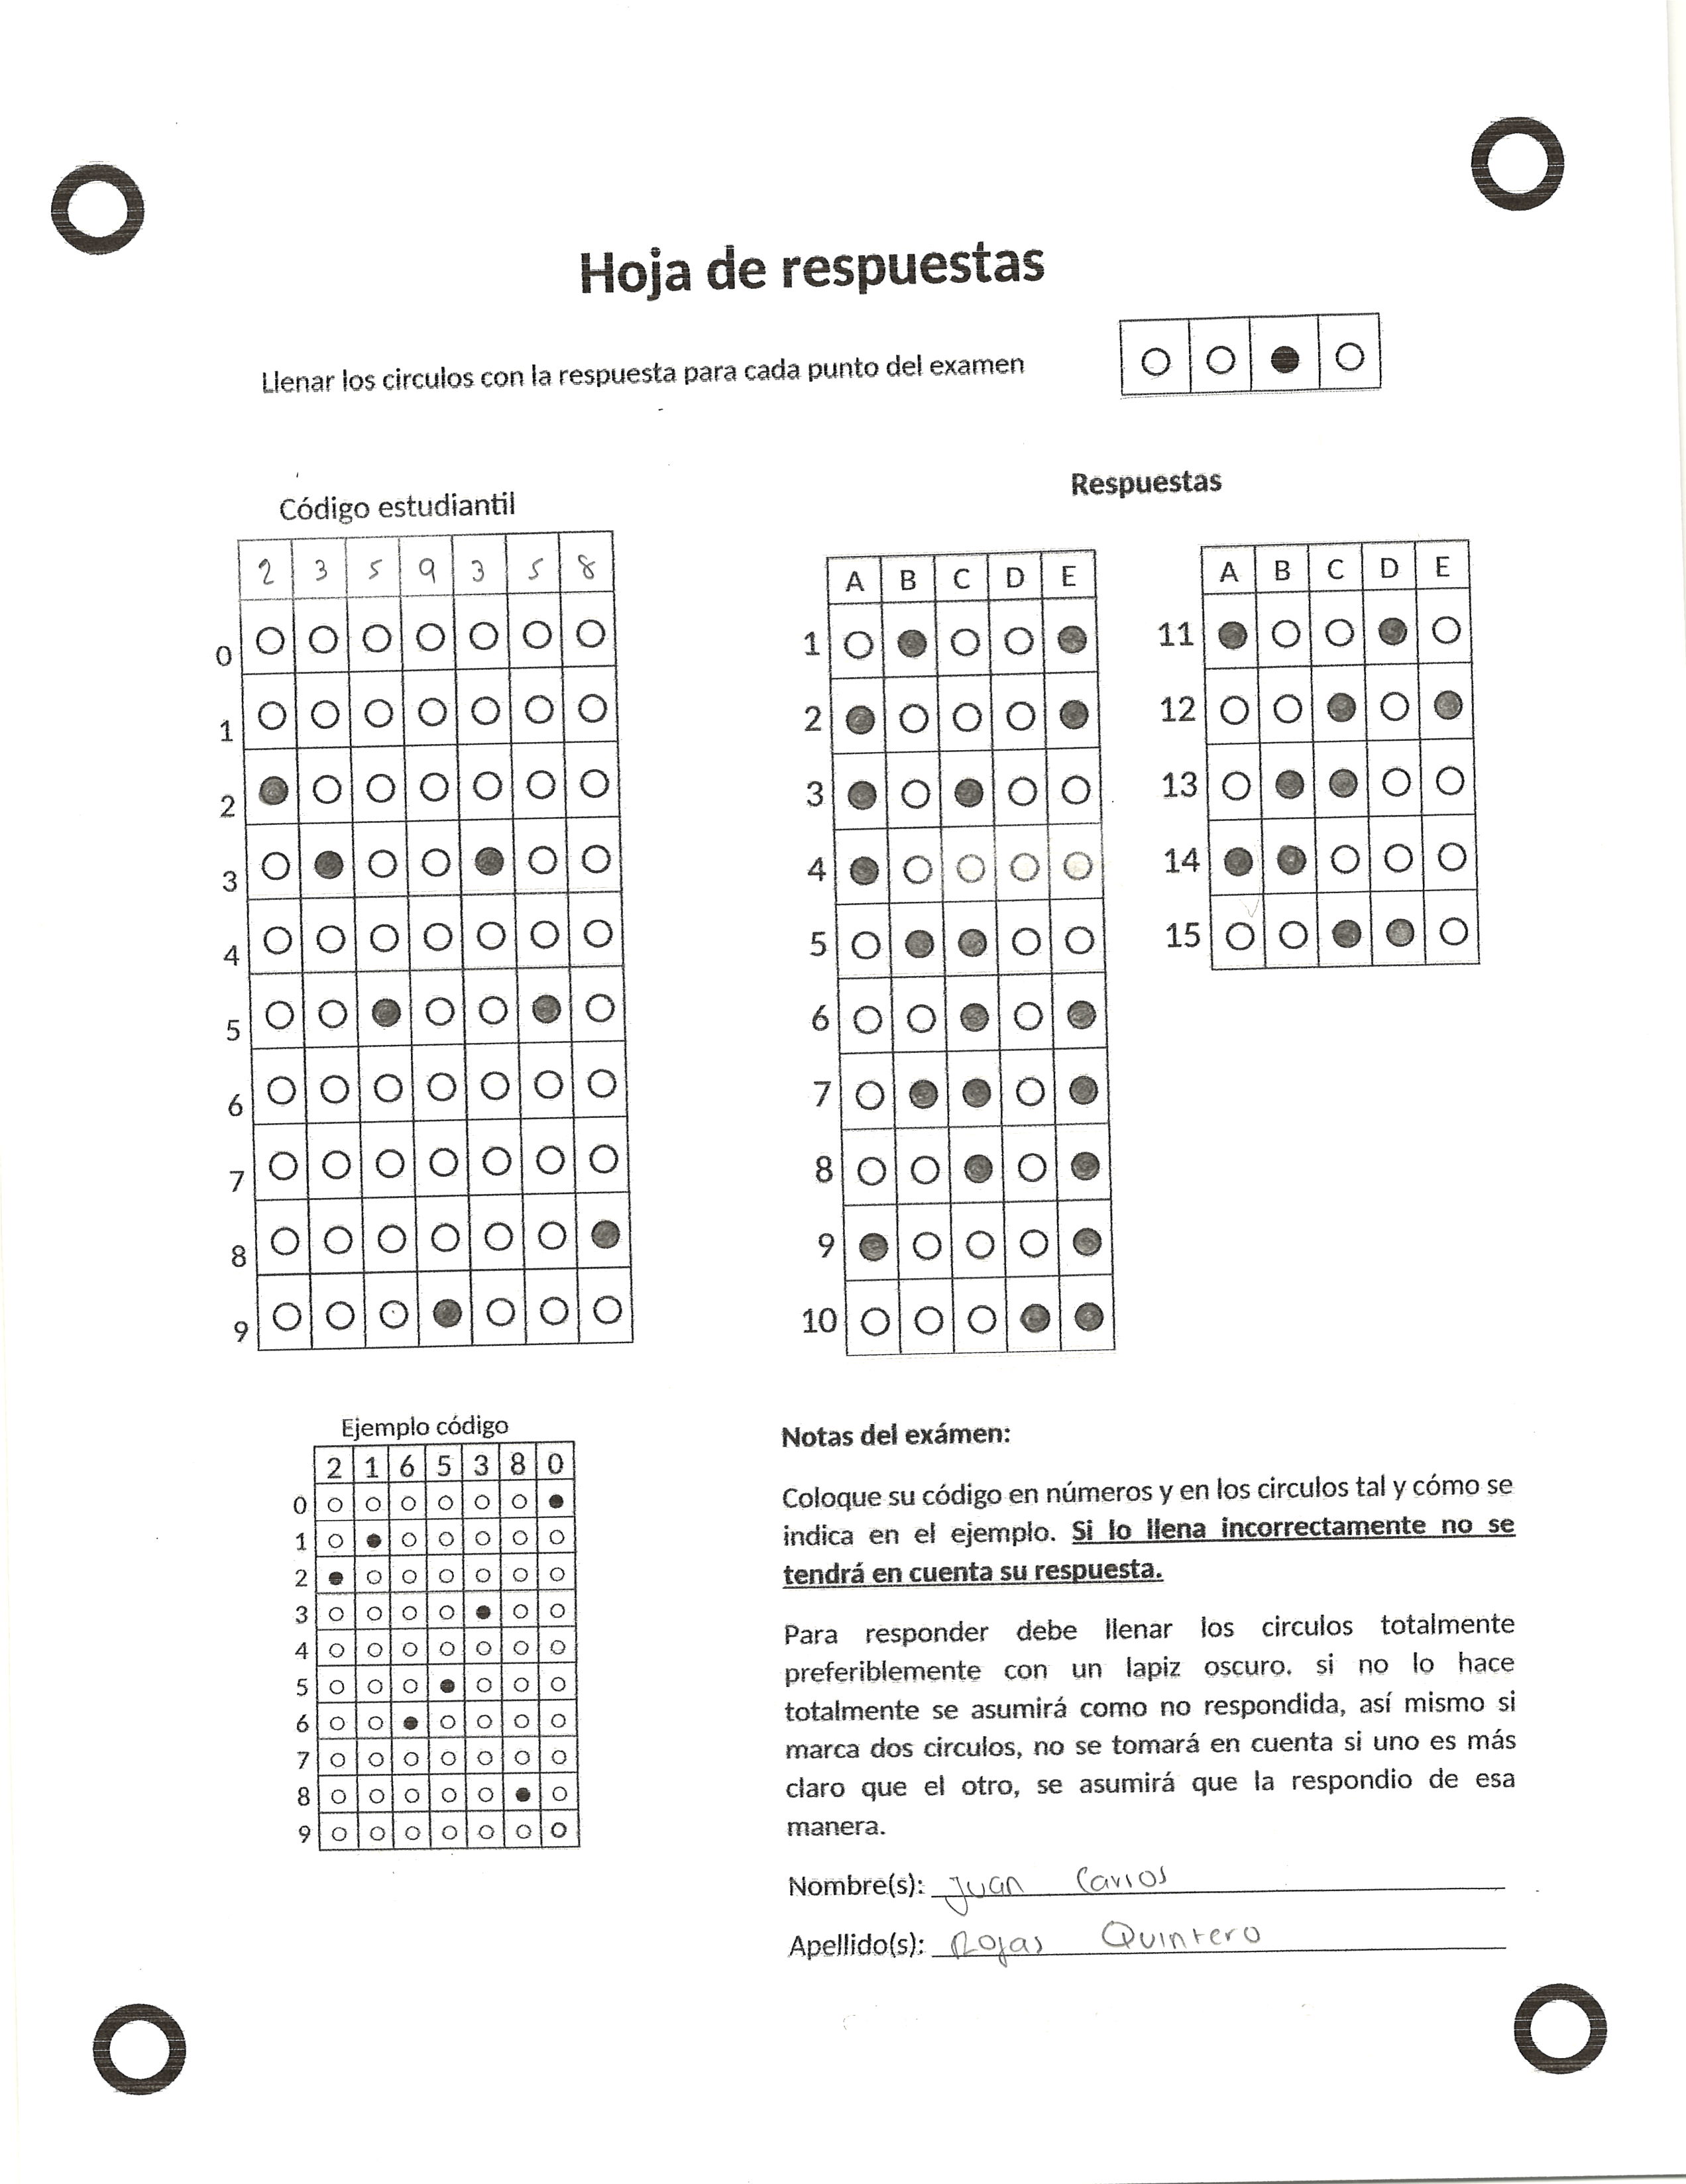 Hoja de respuestas
Llenar los circulos con la respuesta para cada punto del examen
Código estudiantil
2 3 5 9 3 5 8
0
1
2
3
4
5
6
7
8
9
Respuestas
A B C D E
1
2
3
4
5
6
7
8
9
10
A B C D E
11
12
13
14
15
Ejemplo código
2 1 6 5 3 8 0
0
1
2
3
4
5
6
7
8
9
Notas del exámen:
Coloque su código en números y en los circulos tal y cómo se
indica en el ejemplo. Si lo llena incorrectamente no se
tendrá en cuenta su respuesta.
Para responder debe llenar los circulos totalmente
preferiblemente con un lapiz oscuro. si no lo hace
totalmente se asumirá como no respondida, así mismo si
marca dos circulos, no se tomará en cuenta si uno es más
claro que el otro, se asumirá que la respondio de esa
manera.
Nombre(s): Juan Carlos
Apellido(s): Rojas Quintero